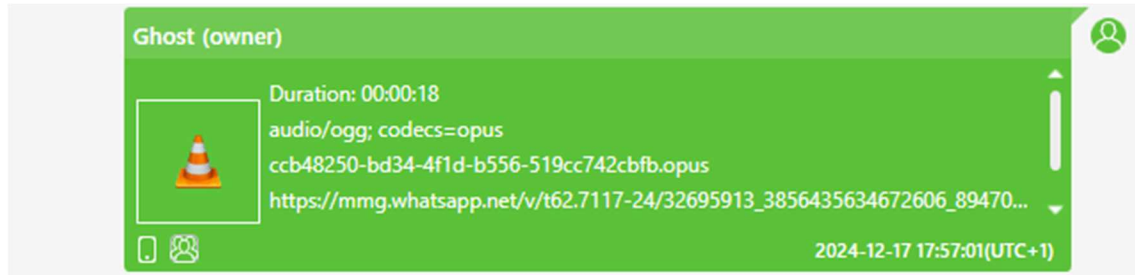 Ghost (owner)
Duration: 00:00:18
audio/ogg; codecs=opus
ccb48250-bd34-4f1d-b556-519cc742cbfb.opus
https://mmg.whatsapp.net/v/t62.7117-24/32695913_3856435634672606_89470...
2024-12-17 17:57:01(UTC+1)